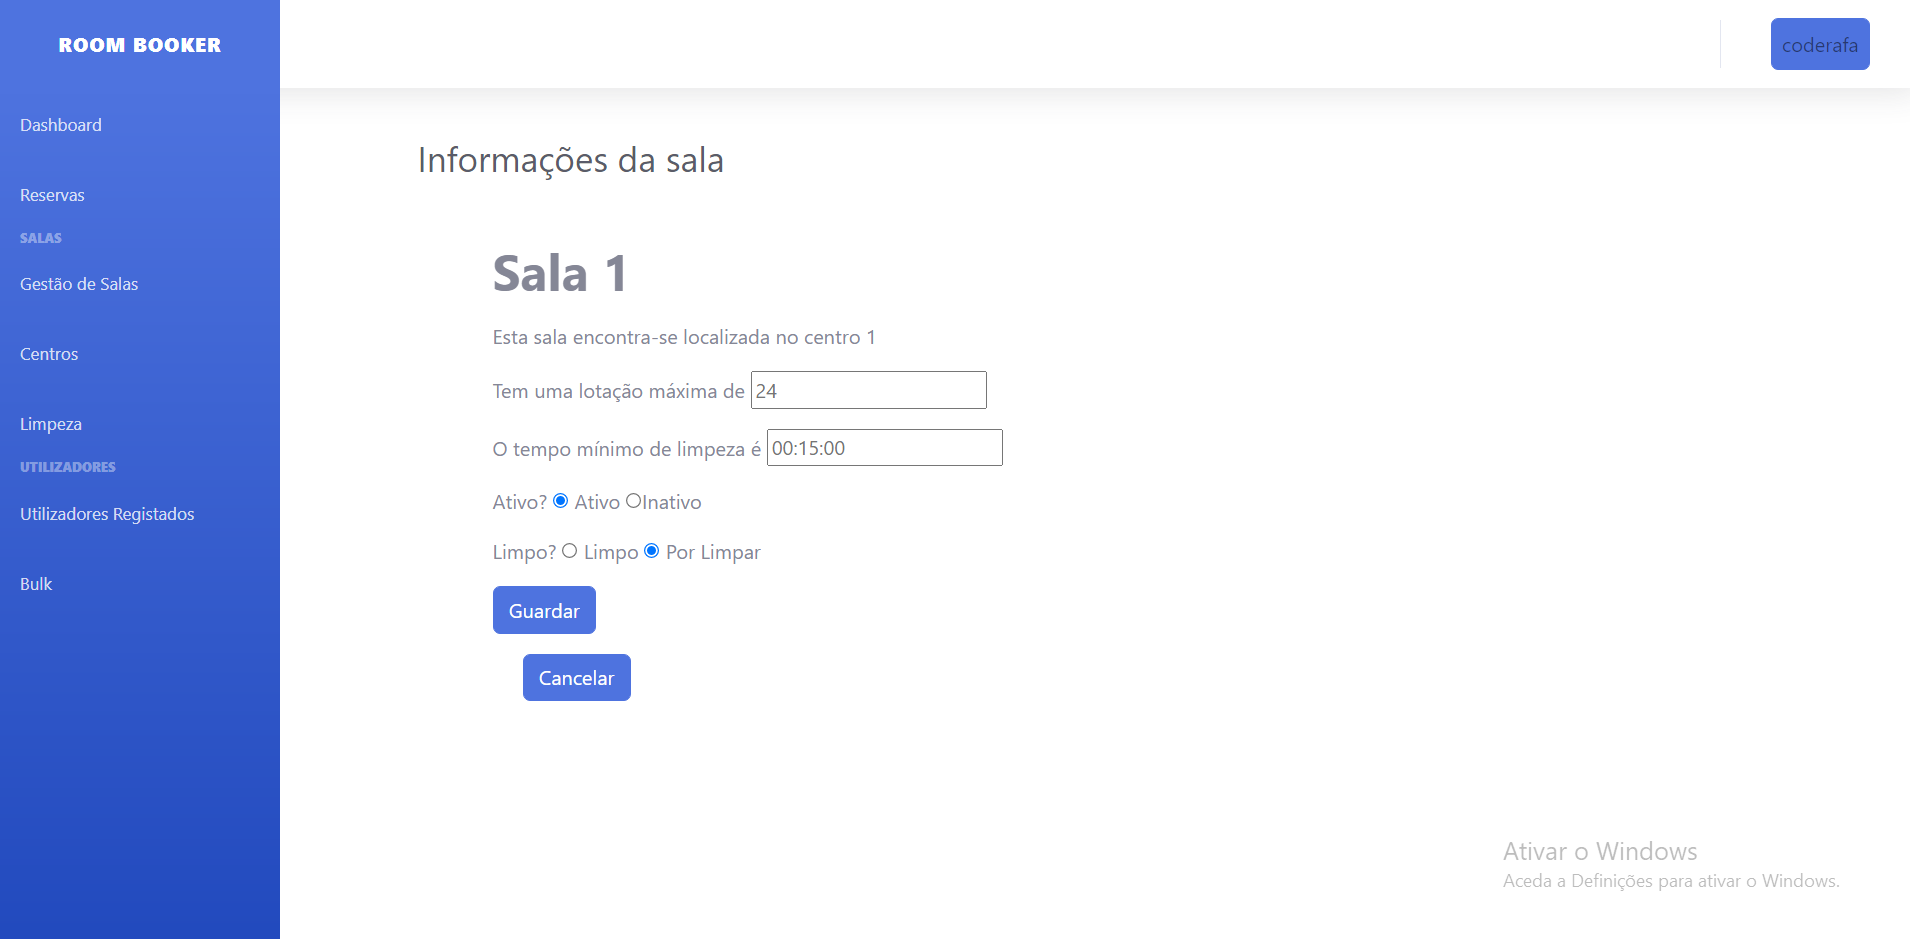 ROOM BOOKER
coderafa
Dashboard
Reservas
SALAS
Gestão de Salas
Centros
Limpeza
UTILIZADORES
Utilizadores Registados
Bulk
Informações da sala
Sala 1
Esta sala encontra-se localizada no centro 1
Tem uma lotação máxima de 24
O tempo mínimo de limpeza é 00:15:00
Ativo? Ativo Inativo
Limpo? Limpo Por Limpar
Guardar
Cancelar
Ativar o Windows
Aceda a Definições para ativar o Windows.